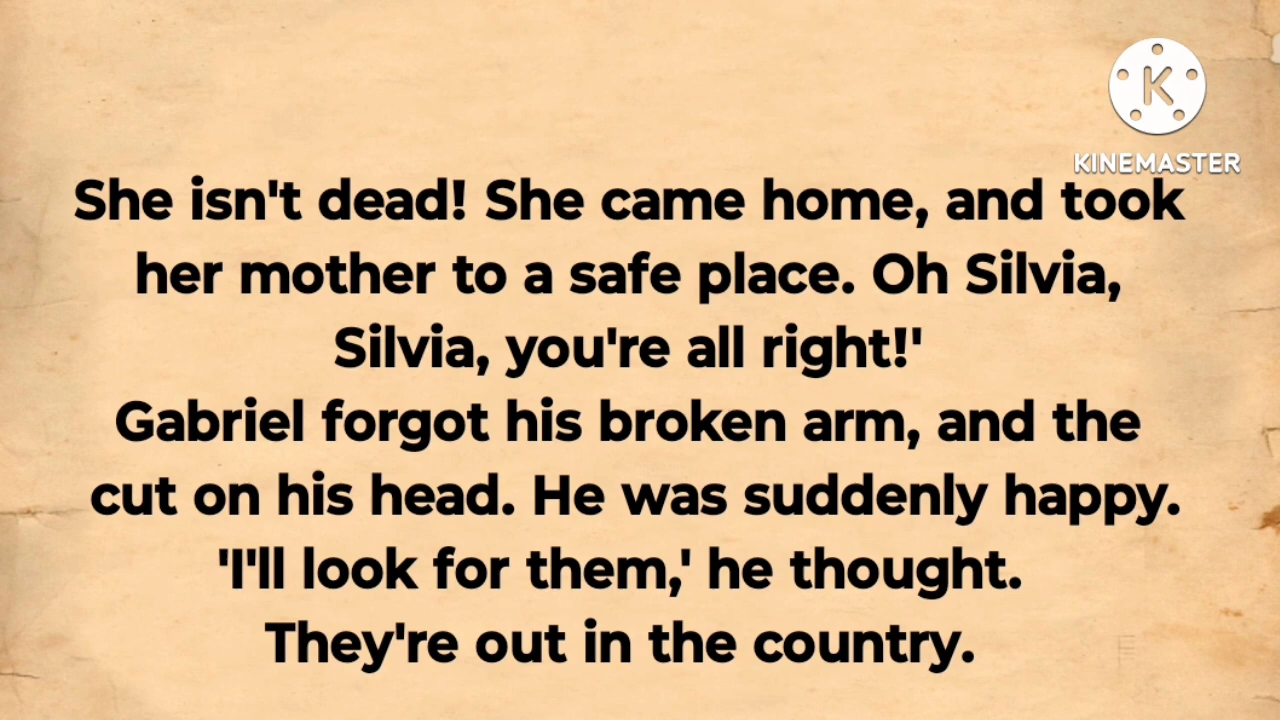 K
KINEMASTER
She isn't dead! She came home, and took
her mother to a safe place. Oh Silvia,
Silvia, you're all right!'
Gabriel forgot his broken arm, and the
cut on his head. He was suddenly happy.
'I'll look for them,' he thought.
They're out in the country.